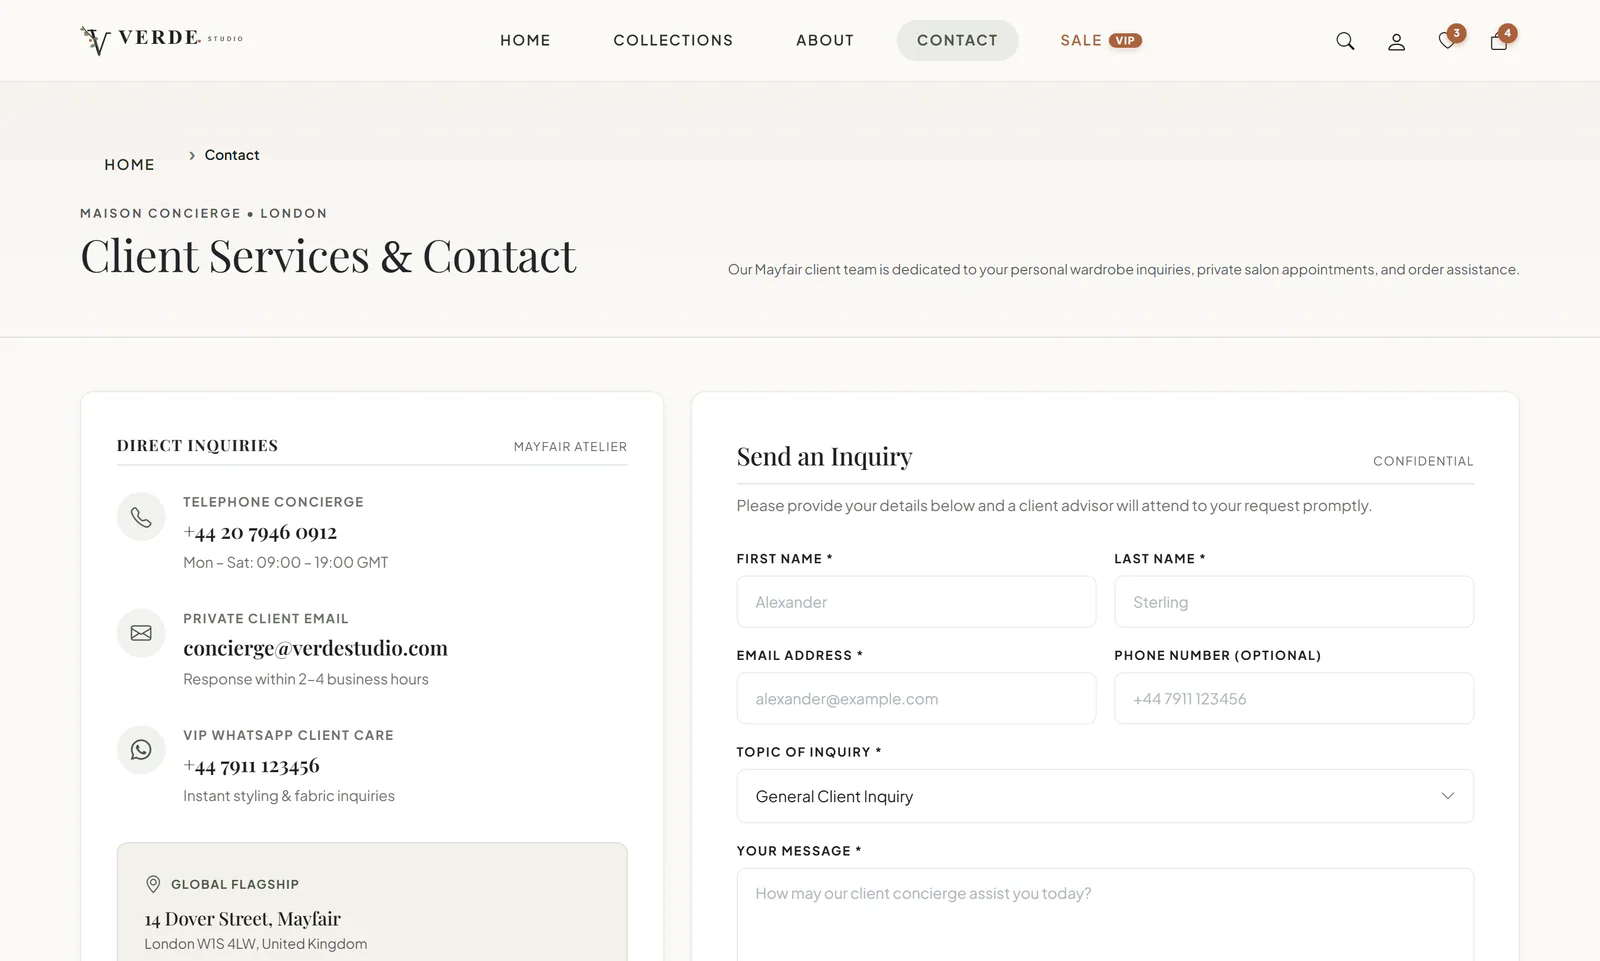 VERDE STUDIO
HOME
COLLECTIONS
ABOUT
CONTACT
SALE VIP
3
4
HOME › Contact
MAISON CONCIERGE • LONDON
Client Services & Contact
Our Mayfair client team is dedicated to your personal wardrobe inquiries, private salon appointments, and order assistance.
DIRECT INQUIRIES
MAYFAIR ATELIER
TELEPHONE CONCIERGE
+44 20 7946 0912
Mon – Sat: 09:00 – 19:00 GMT
PRIVATE CLIENT EMAIL
concierge@verdestudio.com
Response within 2–4 business hours
VIP WHATSAPP CLIENT CARE
+44 7911 123456
Instant styling & fabric inquiries
GLOBAL FLAGSHIP
14 Dover Street, Mayfair
London W1S 4LW, United Kingdom
Send an Inquiry
CONFIDENTIAL
Please provide your details below and a client advisor will attend to your request promptly.
FIRST NAME *
Alexander
LAST NAME *
Sterling
EMAIL ADDRESS *
alexander@example.com
PHONE NUMBER (OPTIONAL)
+44 7911 123456
TOPIC OF INQUIRY *
General Client Inquiry
YOUR MESSAGE *
How may our client concierge assist you today?